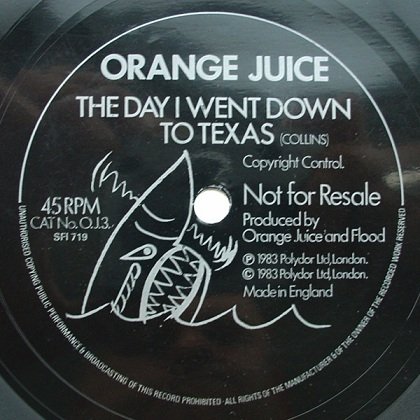 ORANGE JUICE
THE DAY I WENT DOWN
TO TEXAS (COLLINS)
Copyright Control.
45RPM
CAT No. O.J.3.
SFI 719
Not for Resale
Produced by
Orange Juice and Flood
Ⓟ 1983 Polydor Ltd, London.
© 1983 Polydor Ltd, London.
Made in England
UNAUTHORISED COPYING PUBLIC PERFORMANCE & BROADCASTING OF THIS RECORD PROHIBITED · ALL RIGHTS OF THE MANUFACTURER & OF THE OWNER OF THE RECORDED WORK RESERVED